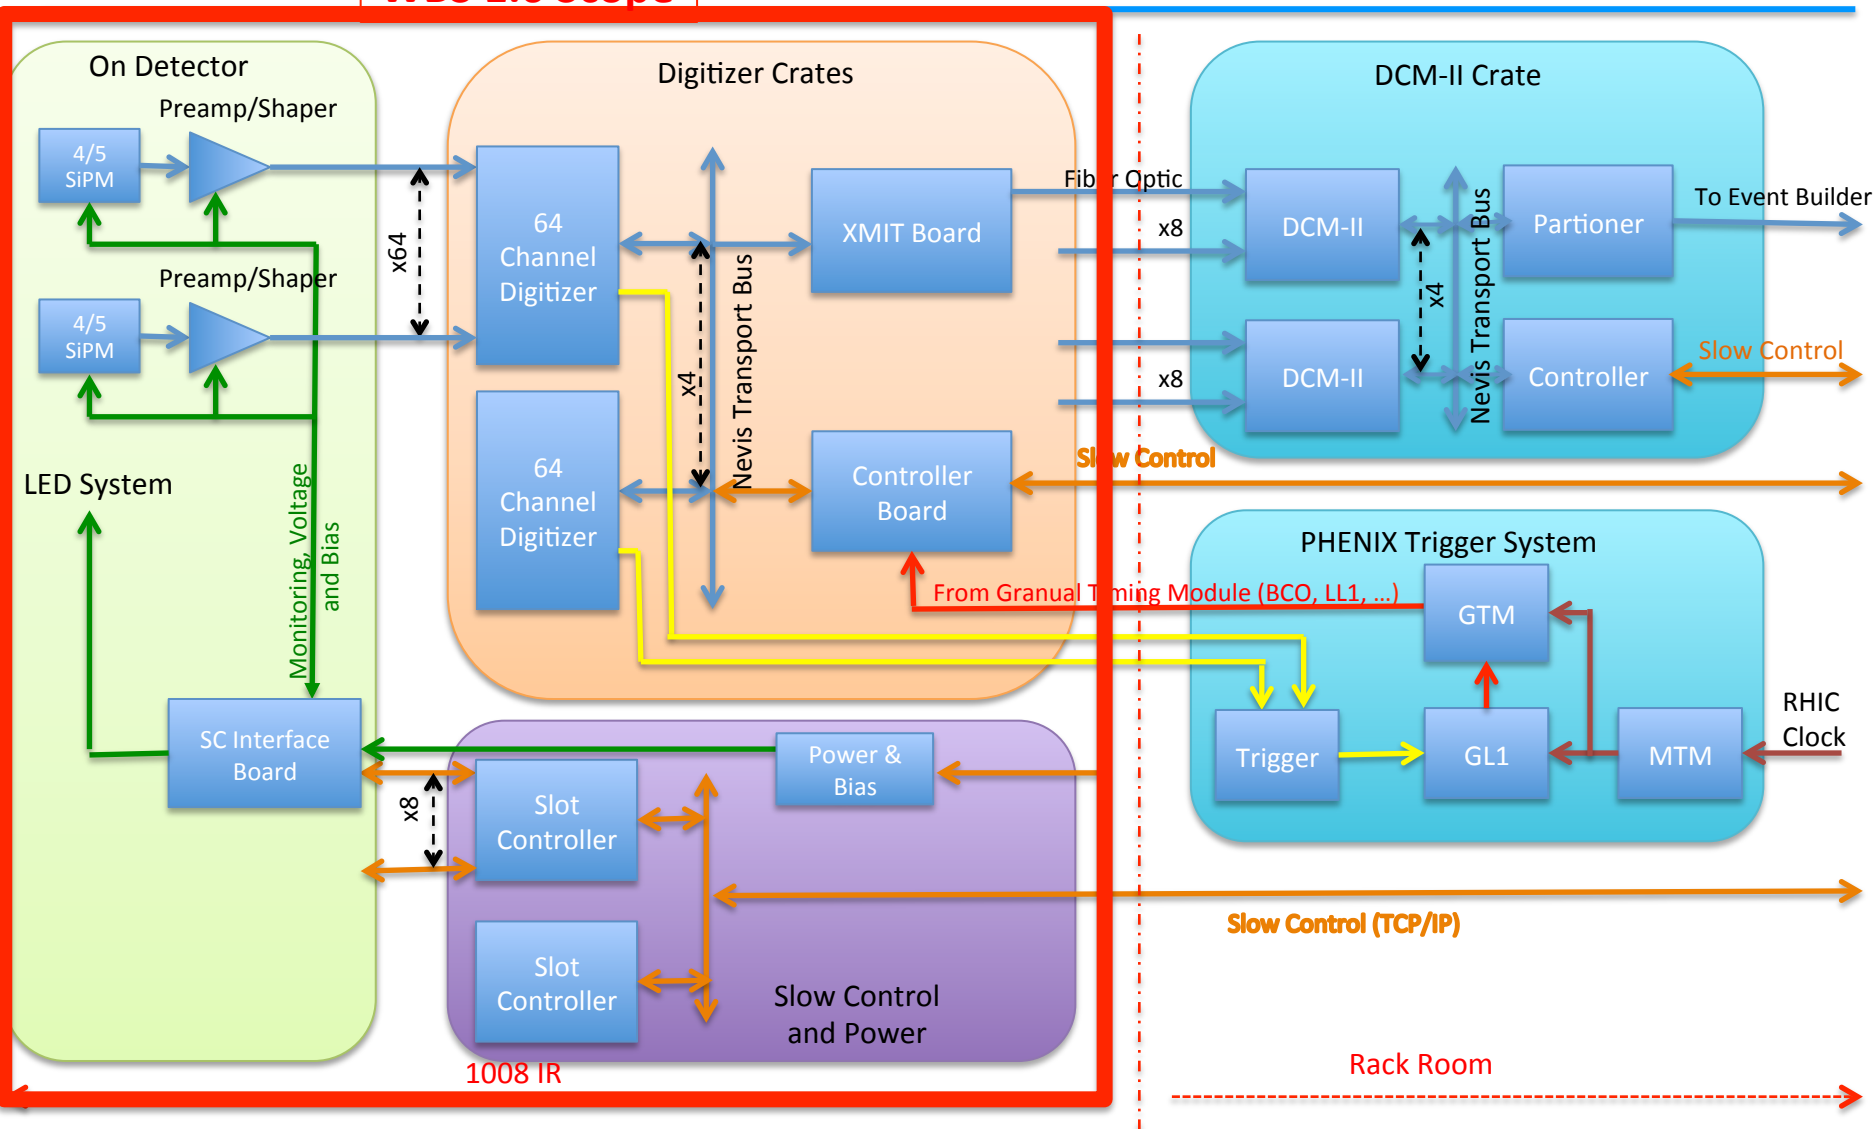 On Detector
Preamp/Shaper
4/5
SiPM
x64
Preamp/Shaper
4/5
SiPM
LED System
Monitoring, Voltage
and Bias
SC Interface
Board
x8
Digitizer Crates
64
Channel
Digitizer
64
Channel
Digitizer
x4
Nevis Transport Bus
XMIT Board
Controller
Board
Fiber Optic
x8
x8
Slow Control
From Granual Timing Module (BCO, LL1, ...)
DCM-II Crate
DCM-II
DCM-II
x4
Nevis Transport Bus
Partioner
Controller
To Event Builder
Slow Control
PHENIX Trigger System
GTM
Trigger
GL1
MTM
RHIC
Clock
Power &
Bias
Slot
Controller
Slot
Controller
Slow Control
and Power
Slow Control (TCP/IP)
1008 IR
Rack Room